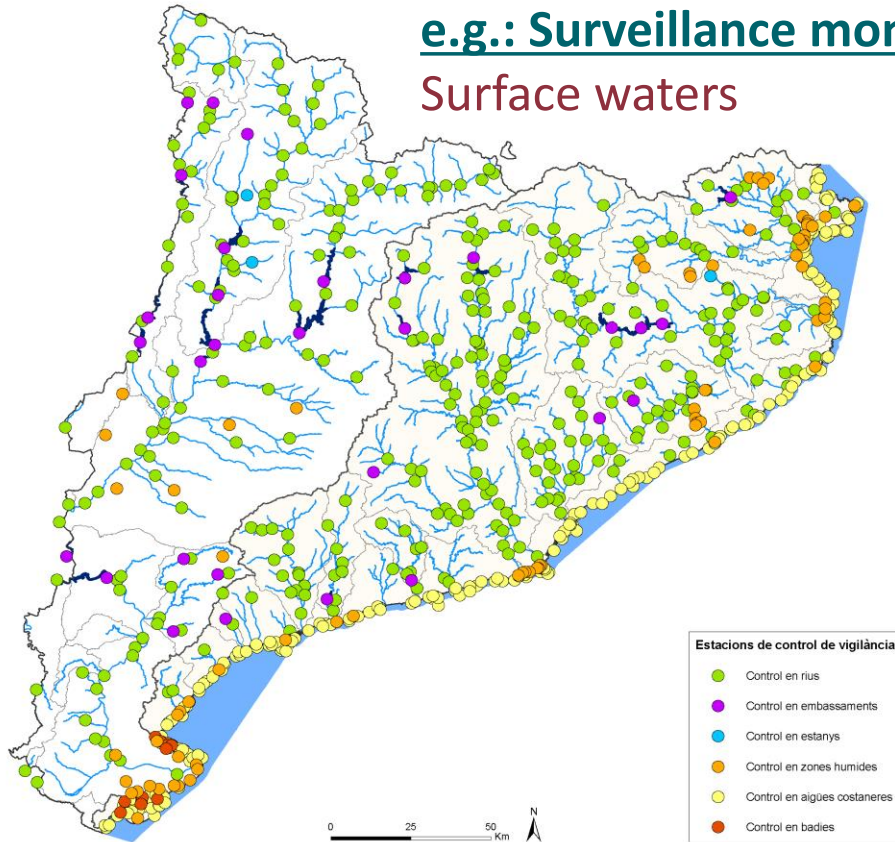 e.g.: Surveillance mon
Surface waters
Estacions de control de vigilància
Control en rius
Control en embassaments
Control en estanys
Control en zones humides
Control en aigües costaneres
Control en badies
0 25 50
Km
N